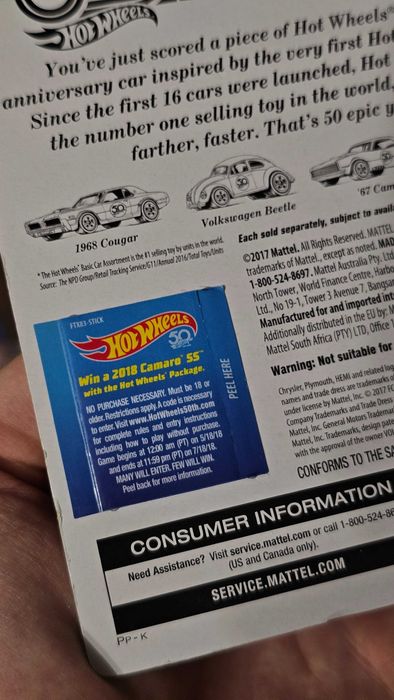 HOT WHEELS
You've just scored a piece of Hot Wheels®
anniversary car inspired by the very first Hot
Since the first 16 cars were launched, Hot
the number one selling toy in the world,
farther, faster. That's 50 epic y
1968 Cougar
Volkswagen Beetle
'67 Cam
* The Hot Wheels® Basic Car Assortment is the #1 selling toy by units in the world.
Source: The NPD Group/Retail Tracking Service/G11/Annual 2016/Total Toys/Units
Each sold separately, subject to avail
©2017 Mattel. All Rights Reserved. MATTEL
trademarks of Mattel, except as noted. MAD
1-800-524-8697. Mattel Australia Pty. Ltd
North Tower, World Finance Centre, Harbo
Ltd., No 19-1, Tower 3 Avenue 7, Bangsa
Manufactured for and imported int
Additionally distributed in the EU by: M
Mattel South Africa (PTY) LTD, Office
Warning: Not suitable for
Chrysler, Plymouth, HEMI and related log
names and trade dress are trademarks o
under license by Mattel, Inc. © 2017 F
Company Trademarks and Trade Dress
Mattel, Inc. General Motors Trademar
Mattel, Inc. Trademarks, design pate
with the approval of the owner VO
CONFORMS TO THE SA
FTX83-STICK
HOT WHEELS
50
Win a 2018 Camaro® SS™
with the Hot Wheels® Package.
NO PURCHASE NECESSARY. Must be 18 or
older. Restrictions apply. A code is necessary
to enter. Visit www.HotWheels50th.com
for complete rules and entry instructions
including how to play without purchase.
Game begins at 12:00 am (PT) on 5/18/18
and ends at 11:59 pm (PT) on 7/18/18.
MANY WILL ENTER, FEW WILL WIN.
Peel back for more information.
PEEL HERE
CONSUMER INFORMATION
Need Assistance? Visit service.mattel.com or call 1-800-524-86
(US and Canada only).
SERVICE.MATTEL.COM
PP - K